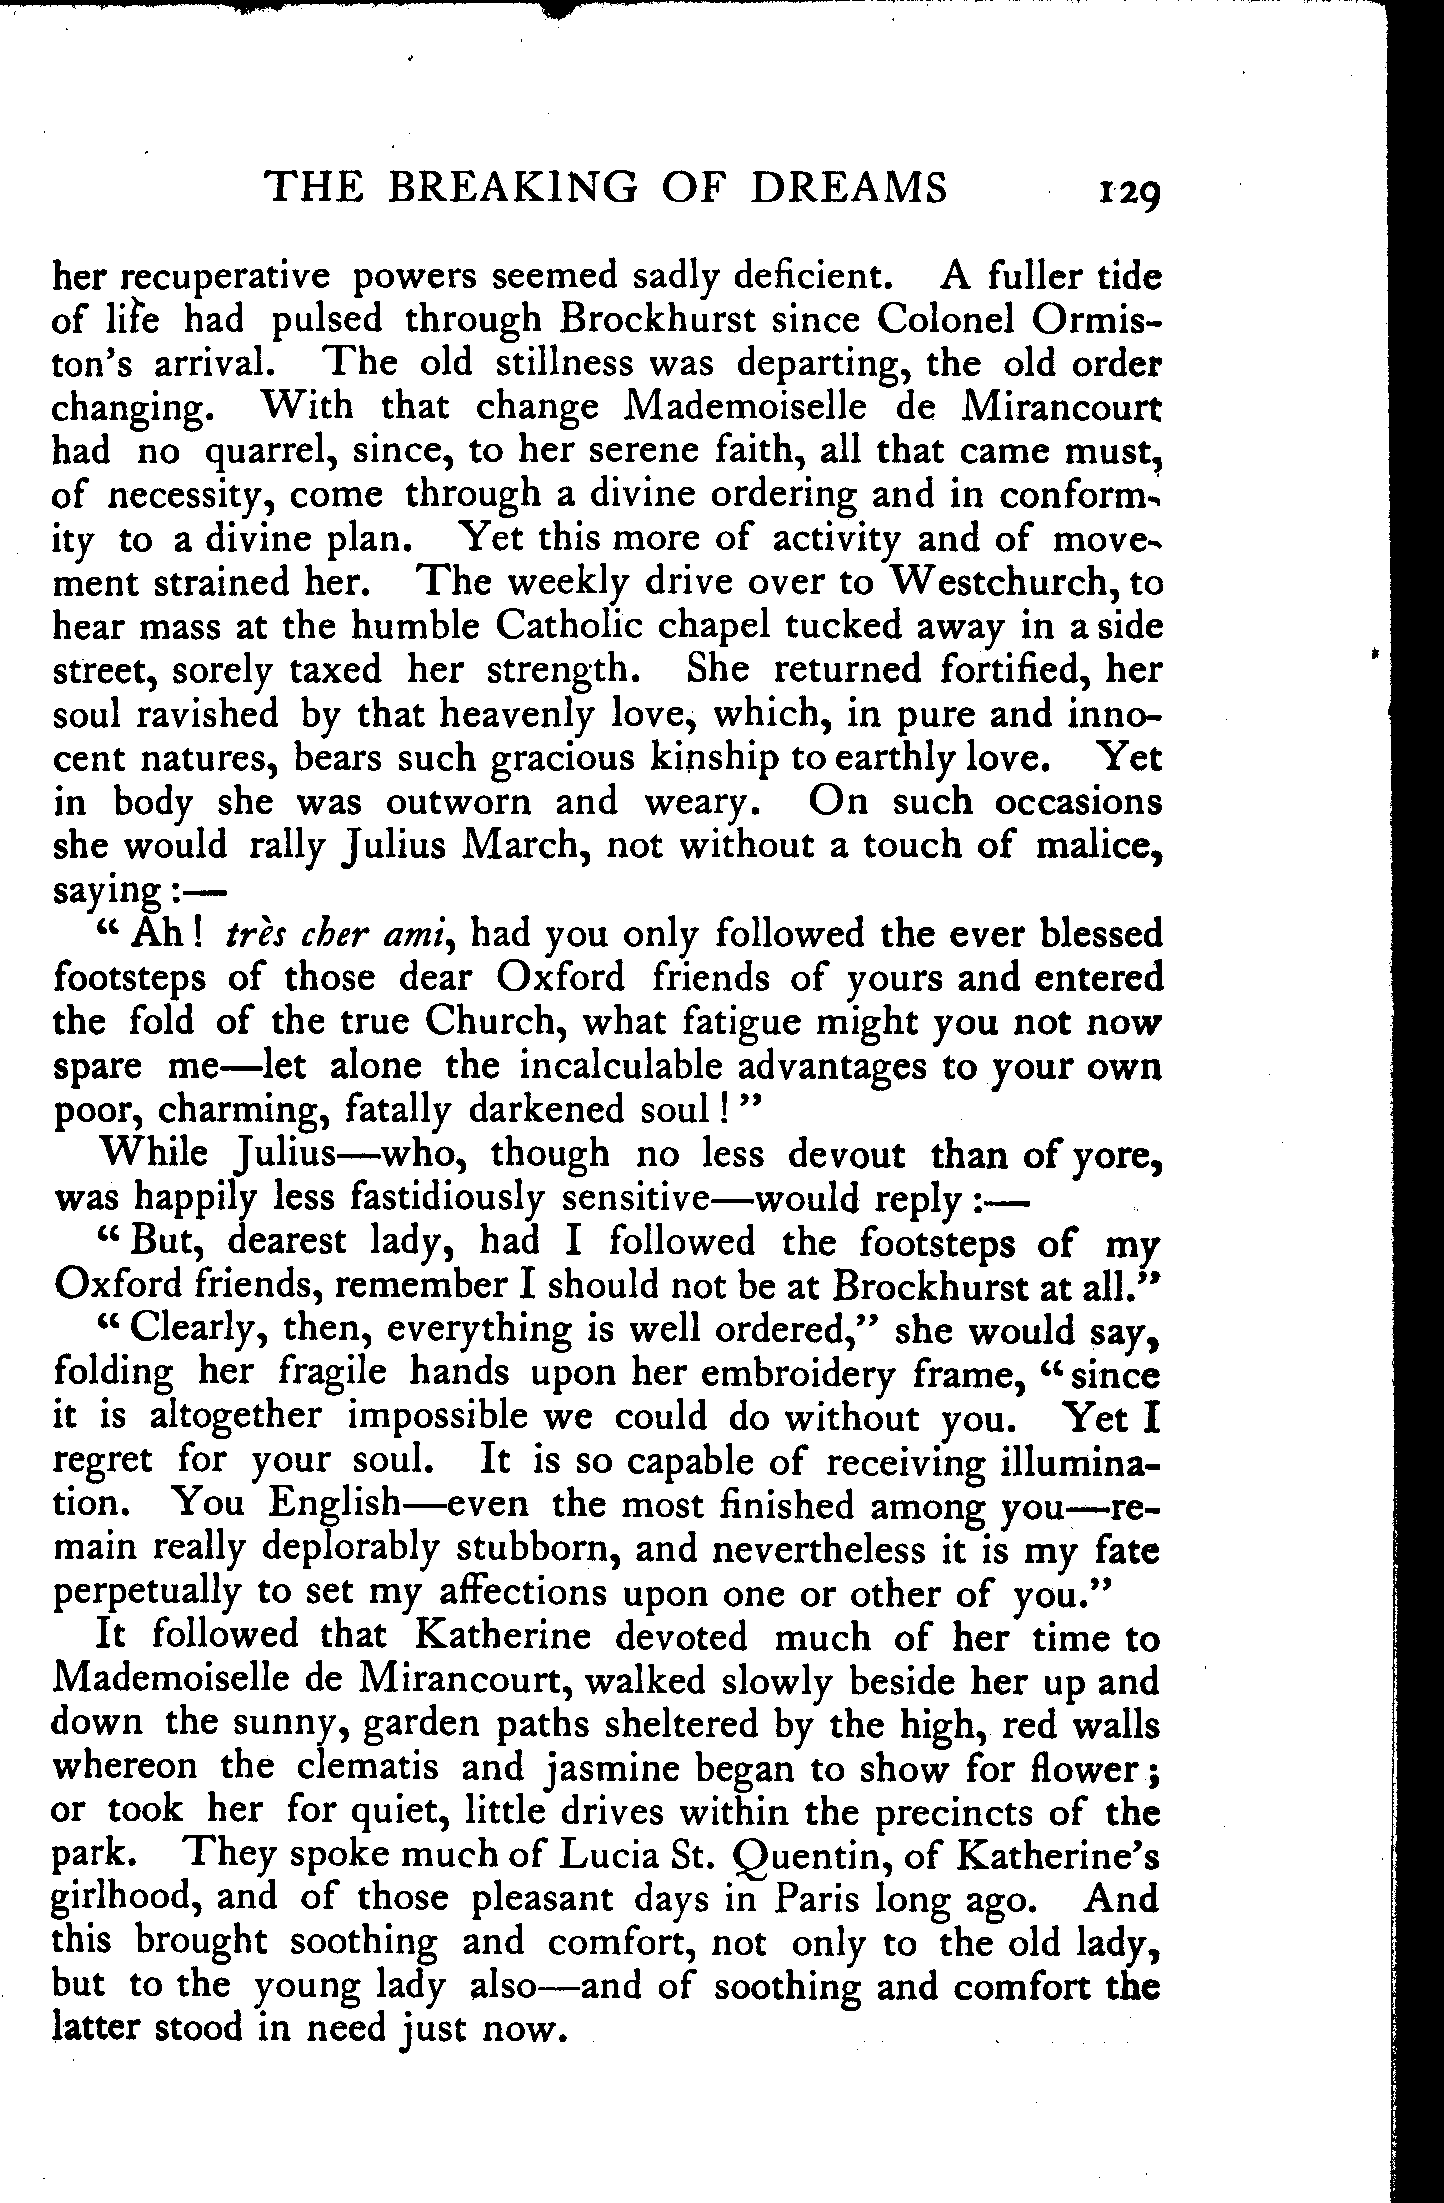 THE BREAKING OF DREAMS 129
her recuperative powers seemed sadly deficient. A fuller tide
of life had pulsed through Brockhurst since Colonel Ormis-
ton's arrival. The old stillness was departing, the old order
changing. With that change Mademoiselle de Mirancourt
had no quarrel, since, to her serene faith, all that came must,
of necessity, come through a divine ordering and in conform-
ity to a divine plan. Yet this more of activity and of move-
ment strained her. The weekly drive over to Westchurch, to
hear mass at the humble Catholic chapel tucked away in a side
street, sorely taxed her strength. She returned fortified, her
soul ravished by that heavenly love, which, in pure and inno-
cent natures, bears such gracious kinship to earthly love. Yet
in body she was outworn and weary. On such occasions
she would rally Julius March, not without a touch of malice,
saying:—
"Ah! très cher ami, had you only followed the ever blessed
footsteps of those dear Oxford friends of yours and entered
the fold of the true Church, what fatigue might you not now
spare me—let alone the incalculable advantages to your own
poor, charming, fatally darkened soul!"
While Julius—who, though no less devout than of yore,
was happily less fastidiously sensitive—would reply:—
"But, dearest lady, had I followed the footsteps of my
Oxford friends, remember I should not be at Brockhurst at all."
"Clearly, then, everything is well ordered," she would say,
folding her fragile hands upon her embroidery frame, "since
it is altogether impossible we could do without you. Yet I
regret for your soul. It is so capable of receiving illumina-
tion. You English—even the most finished among you—re-
main really deplorably stubborn, and nevertheless it is my fate
perpetually to set my affections upon one or other of you."
It followed that Katherine devoted much of her time to
Mademoiselle de Mirancourt, walked slowly beside her up and
down the sunny, garden paths sheltered by the high, red walls
whereon the clematis and jasmine began to show for flower;
or took her for quiet, little drives within the precincts of the
park. They spoke much of Lucia St. Quentin, of Katherine's
girlhood, and of those pleasant days in Paris long ago. And
this brought soothing and comfort, not only to the old lady,
but to the young lady also—and of soothing and comfort the
latter stood in need just now.